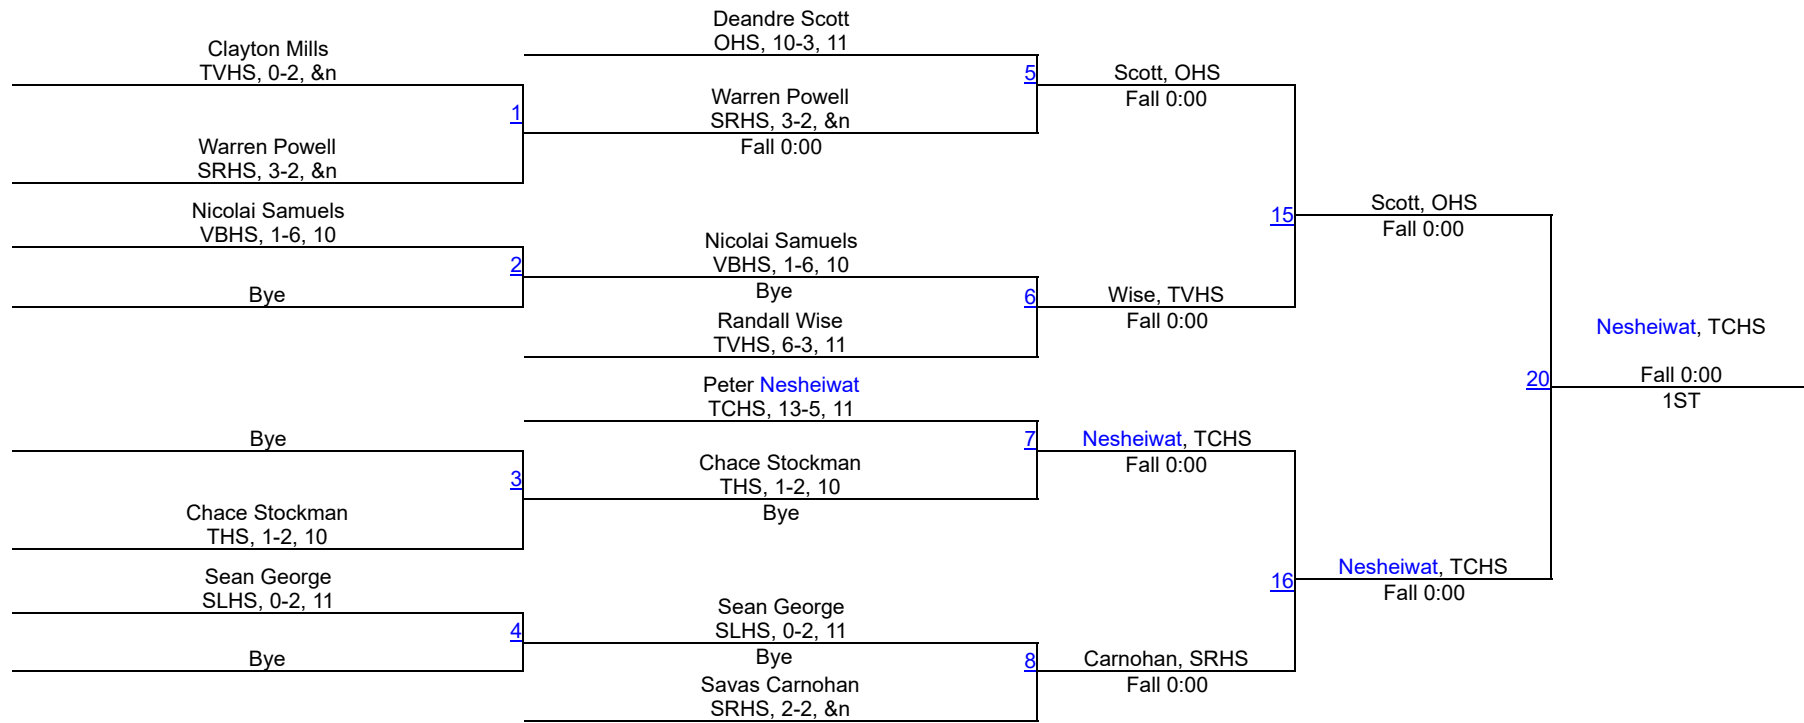 Clayton Mills
TVHS, 0-2, &n
1
Warren Powell
SRHS, 3-2, &n
Nicolai Samuels
VBHS, 1-6, 10
2
Bye
Bye
3
Chace Stockman
THS, 1-2, 10
Sean George
SLHS, 0-2, 11
4
Bye
Deandre Scott
OHS, 10-3, 11
5
Warren Powell
SRHS, 3-2, &n
Fall 0:00
Nicolai Samuels
VBHS, 1-6, 10
Bye
6
Randall Wise
TVHS, 6-3, 11
Peter Nesheiwat
TCHS, 13-5, 11
7
Chace Stockman
THS, 1-2, 10
Bye
Sean George
SLHS, 0-2, 11
Bye
8
Savas Carnohan
SRHS, 2-2, &n
Scott, OHS
Fall 0:00
15
Wise, TVHS
Fall 0:00
Nesheiwat, TCHS
Fall 0:00
16
Carnohan, SRHS
Fall 0:00
Scott, OHS
Fall 0:00
20
Nesheiwat, TCHS
Fall 0:00
Nesheiwat, TCHS
Fall 0:00
1ST